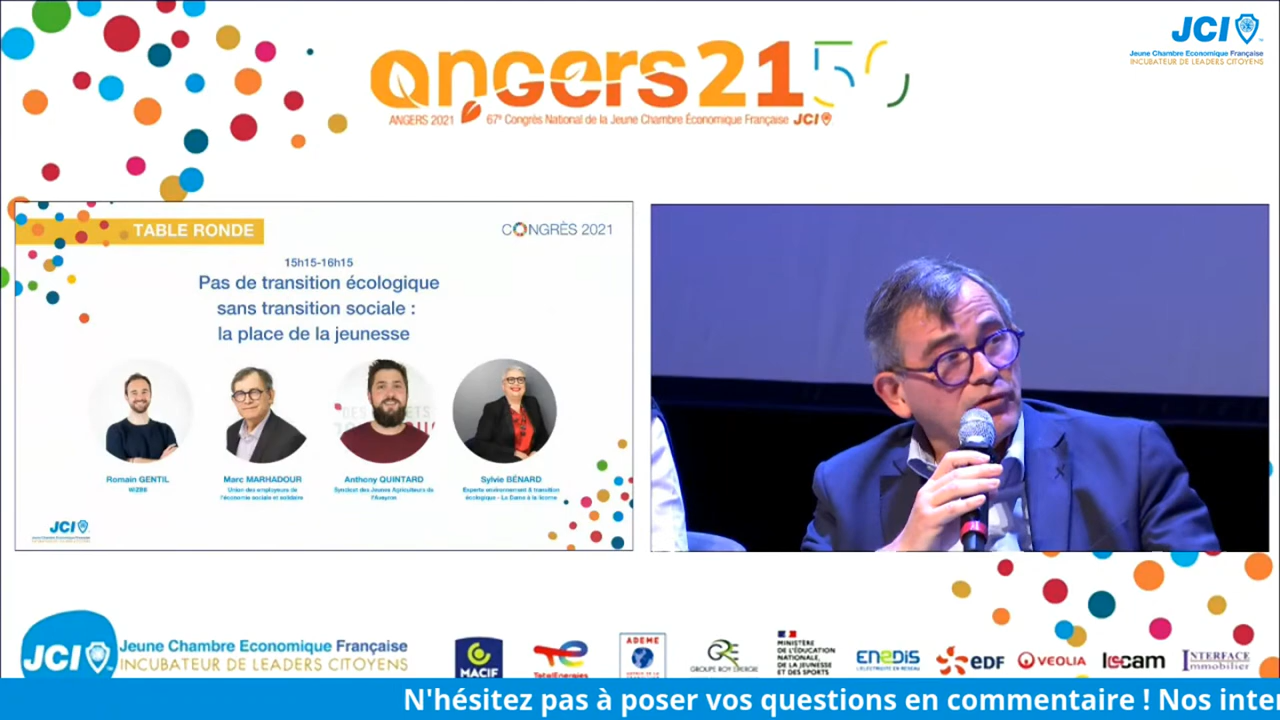 JCI
Jeune Chambre Economique Française
INCUBATEUR DE LEADERS CITOYENS
angers2150
ANGERS 2021
67e Congrès National de la Jeune Chambre Économique Française JCI
TABLE RONDE
CONGRÈS 2021
15h15-16h15
Pas de transition écologique
sans transition sociale :
la place de la jeunesse
Romain GENTIL
WIZBII
Marc MARHADOUR
Union des employeurs de
l'économie sociale et solidaire
Anthony QUINTARD
Syndicat des Jeunes Agriculteurs de
l'Aveyron
Sylvie BÉNARD
Experte environnement & transition
écologique - La Dame à la licorne
JCI
JCI
Jeune Chambre Economique Française
INCUBATEUR DE LEADERS CITOYENS
MACIF
TotalEnergies
ADEME
GROUPE ROY ÉNERGIE
MINISTÈRE
DE L'ÉDUCATION
NATIONALE,
DE LA JEUNESSE
ET DES SPORTS
ENEDIS
L'ELECTRICITE EN RESEAU
EDF
VEOLIA
locam
INTERFACE
Immobilier
N'hésitez pas à poser vos questions en commentaire ! Nos inter